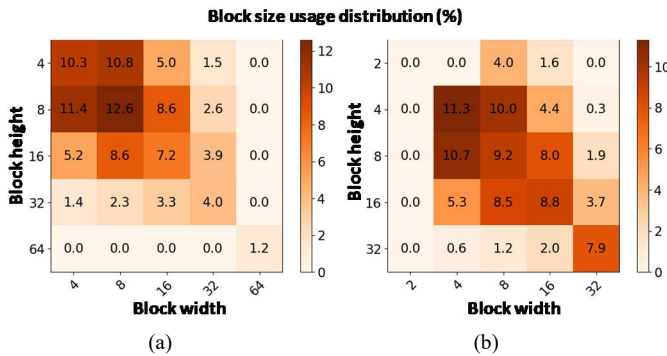 Block size usage distribution (%)
4 10.3 10.8 5.0 1.5 0.0
8 11.4 12.6 8.6 2.6 0.0
16 5.2 8.6 7.2 3.9 0.0
32 1.4 2.3 3.3 4.0 0.0
64 0.0 0.0 0.0 0.0 1.2
4 8 16 32 64
Block height
Block width
12
10
8
6
4
2
0
(a)
2 0.0 0.0 4.0 1.6 0.0
4 0.0 11.3 10.0 4.4 0.3
8 0.0 10.7 9.2 8.0 1.9
16 0.0 5.3 8.5 8.8 3.7
32 0.0 0.6 1.2 2.0 7.9
2 4 8 16 32
Block height
Block width
10
8
6
4
2
0
(b)